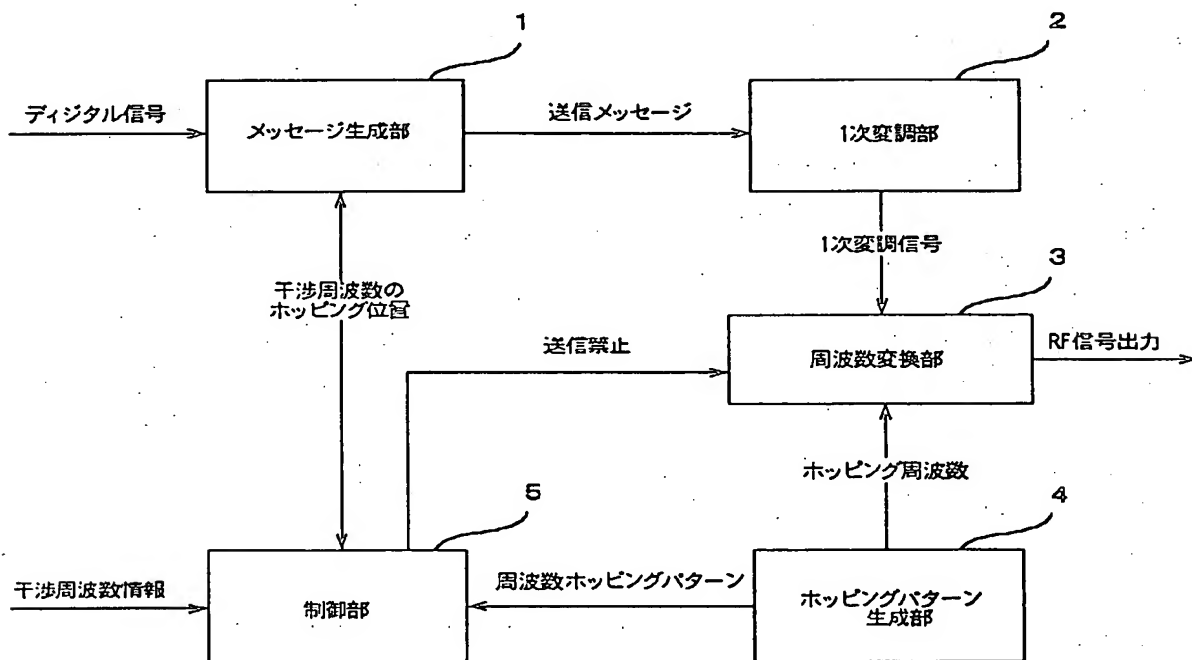 1
2
ディジタル信号
メッセージ生成部
送信メッセージ
1次変調部
1次変調信号
3
干渉周波数の
ホッピング位置
送信禁止
周波数変換部
RF信号出力
ホッピング周波数
5
4
干渉周波数情報
制御部
周波数ホッピングパターン
ホッピングパターン
生成部